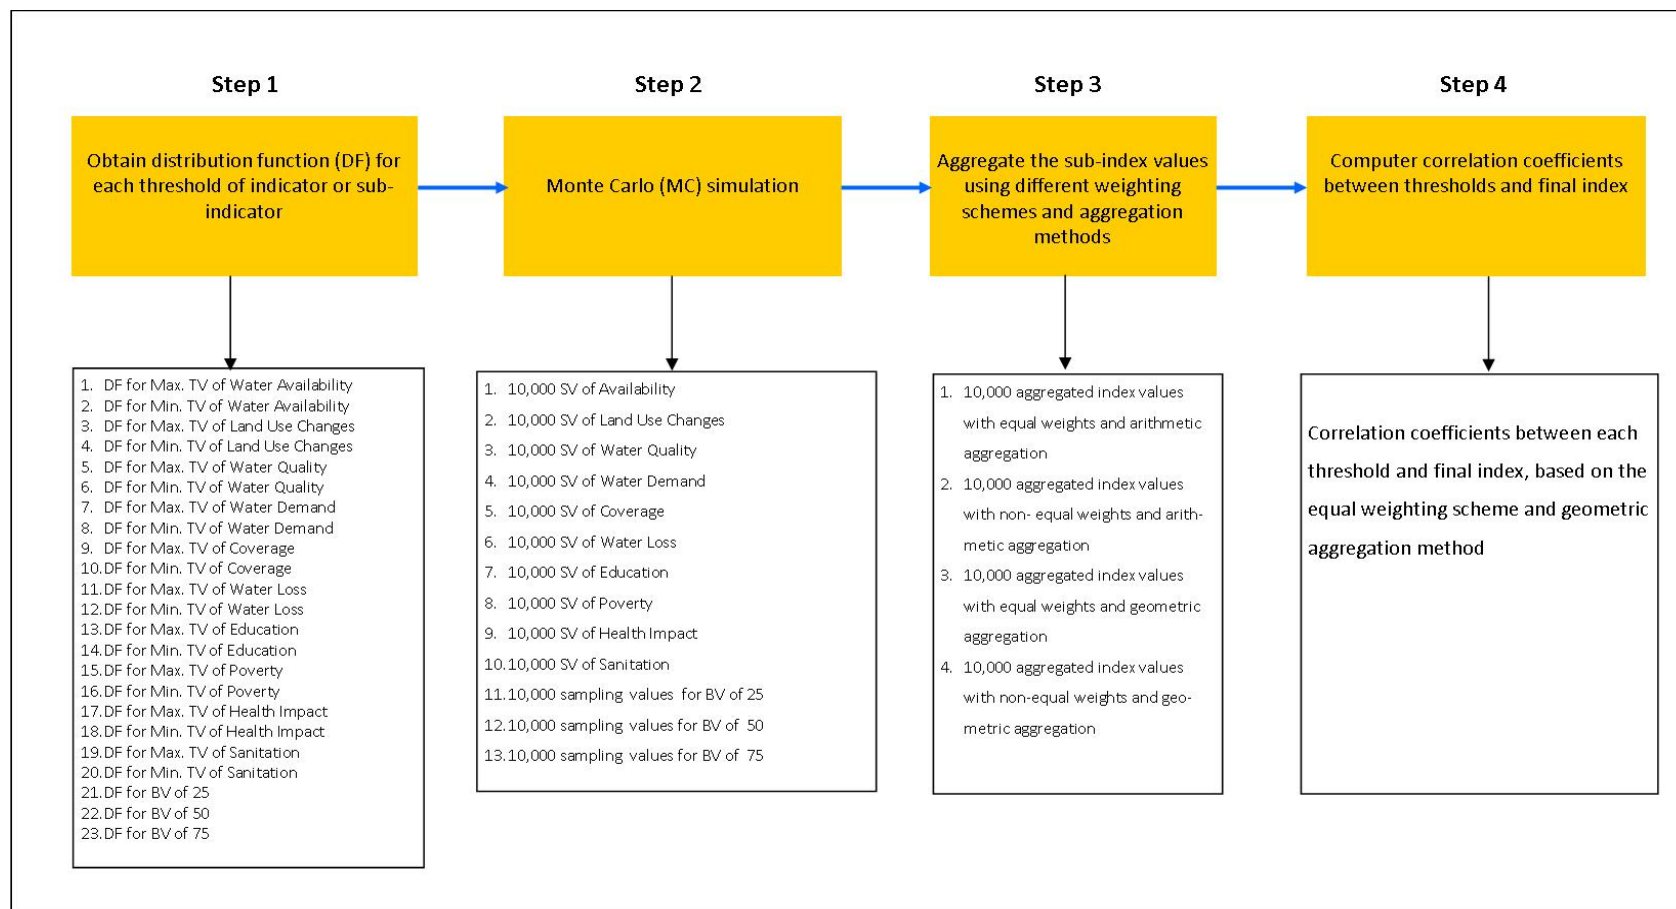 Step 1
Obtain distribution function (DF) for
each threshold of indicator or sub-
indicator
1. DF for Max. TV of Water Availability
2. DF for Min. TV of Water Availability
3. DF for Max. TV of Land Use Changes
4. DF for Min. TV of Land Use Changes
5. DF for Max. TV of Water Quality
6. DF for Min. TV of Water Quality
7. DF for Max. TV of Water Demand
8. DF for Min. TV of Water Demand
9. DF for Max. TV of Coverage
10. DF for Min. TV of Coverage
11. DF for Max. TV of Water Loss
12. DF for Min. TV of Water Loss
13. DF for Max. TV of Education
14. DF for Min. TV of Education
15. DF for Max. TV of Poverty
16. DF for Min. TV of Poverty
17. DF for Max. TV of Health Impact
18. DF for Min. TV of Health Impact
19. DF for Max. TV of Sanitation
20. DF for Min. TV of Sanitation
21. DF for BV of 25
22. DF for BV of 50
23. DF for BV of 75
Step 2
Monte Carlo (MC) simulation
1. 10,000 SV of Availability
2. 10,000 SV of Land Use Changes
3. 10,000 SV of Water Quality
4. 10,000 SV of Water Demand
5. 10,000 SV of Coverage
6. 10,000 SV of Water Loss
7. 10,000 SV of Education
8. 10,000 SV of Poverty
9. 10,000 SV of Health Impact
10. 10,000 SV of Sanitation
11. 10,000 sampling values for BV of 25
12. 10,000 sampling values for BV of 50
13. 10,000 sampling values for BV of 75
Step 3
Aggregate the sub-index values
using different weighting
schemes and aggregation
methods
1. 10,000 aggregated index values
with equal weights and arithmetic
aggregation
2. 10,000 aggregated index values
with non- equal weights and arith-
metic aggregation
3. 10,000 aggregated index values
with equal weights and geometric
aggregation
4. 10,000 aggregated index values
with non-equal weights and geo-
metric aggregation
Step 4
Computer correlation coefficients
between thresholds and final index
Correlation coefficients between each
threshold and final index, based on the
equal weighting scheme and geometric
aggregation method